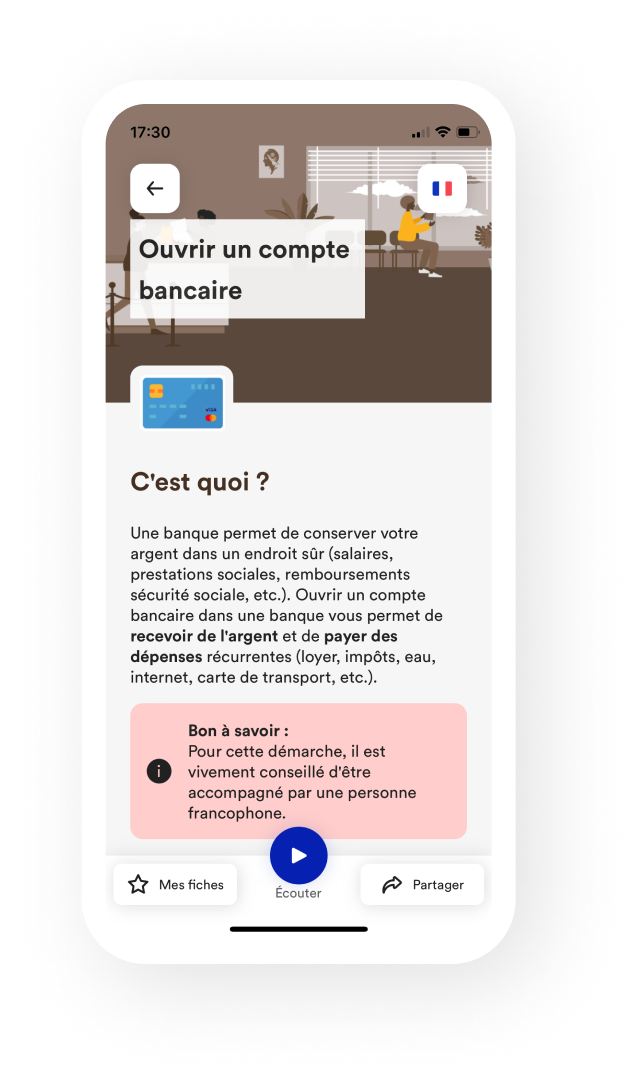 17:30
Ouvrir un compte
bancaire
VISA
C'est quoi ?
Une banque permet de conserver votre
argent dans un endroit sûr (salaires,
prestations sociales, remboursements
sécurité sociale, etc.). Ouvrir un compte
bancaire dans une banque vous permet de
recevoir de l'argent et de payer des
dépenses récurrentes (loyer, impôts, eau,
internet, carte de transport, etc.).
Bon à savoir :
Pour cette démarche, il est
vivement conseillé d'être
accompagné par une personne
francophone.
Mes fiches
Écouter
Partager